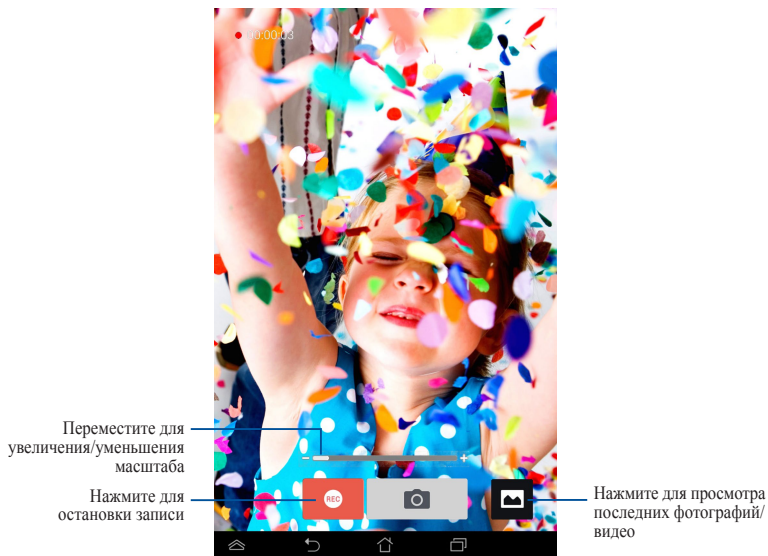 00:00:03
Переместите для
увеличения/уменьшения
масштаба
Нажмите для
остановки записи
REC
Нажмите для просмотра
последних фотографий/
видео